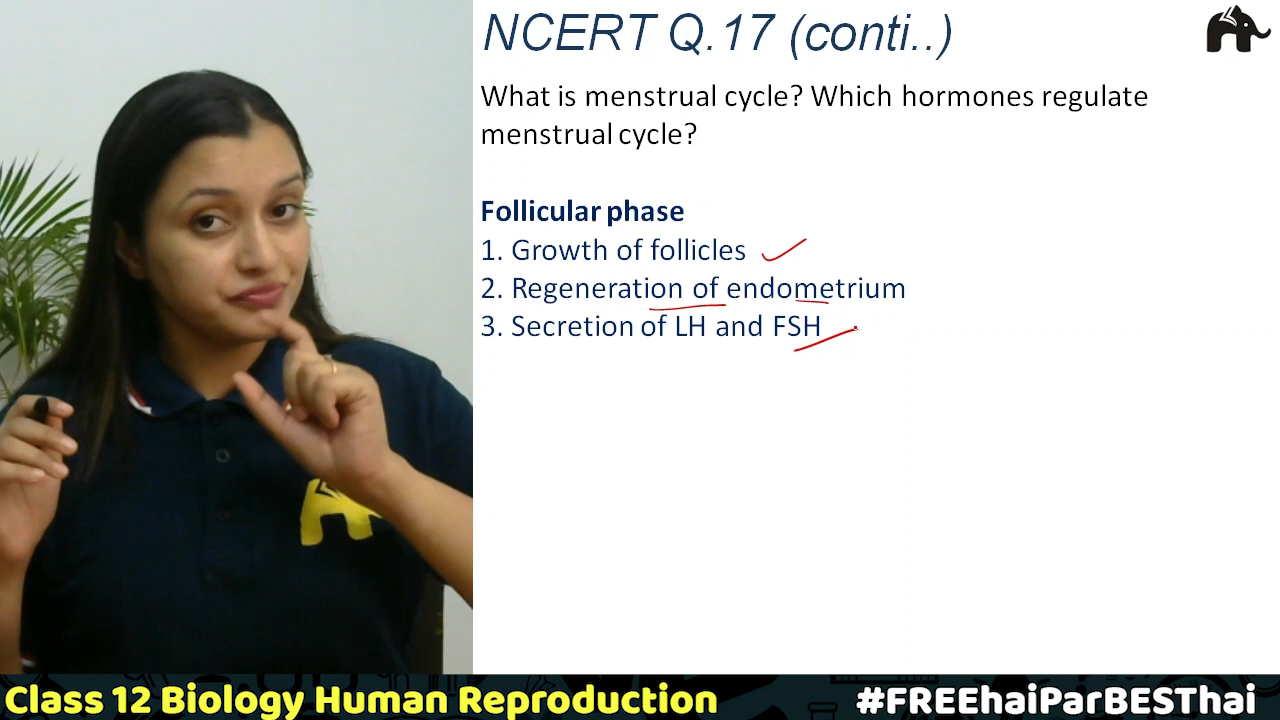 NCERT Q.17 (conti..)
What is menstrual cycle? Which hormones regulate
menstrual cycle?
Follicular phase
1. Growth of follicles
2. Regeneration of endometrium
3. Secretion of LH and FSH
Class 12 Biology Human Reproduction
#FREEhaiParBESThai